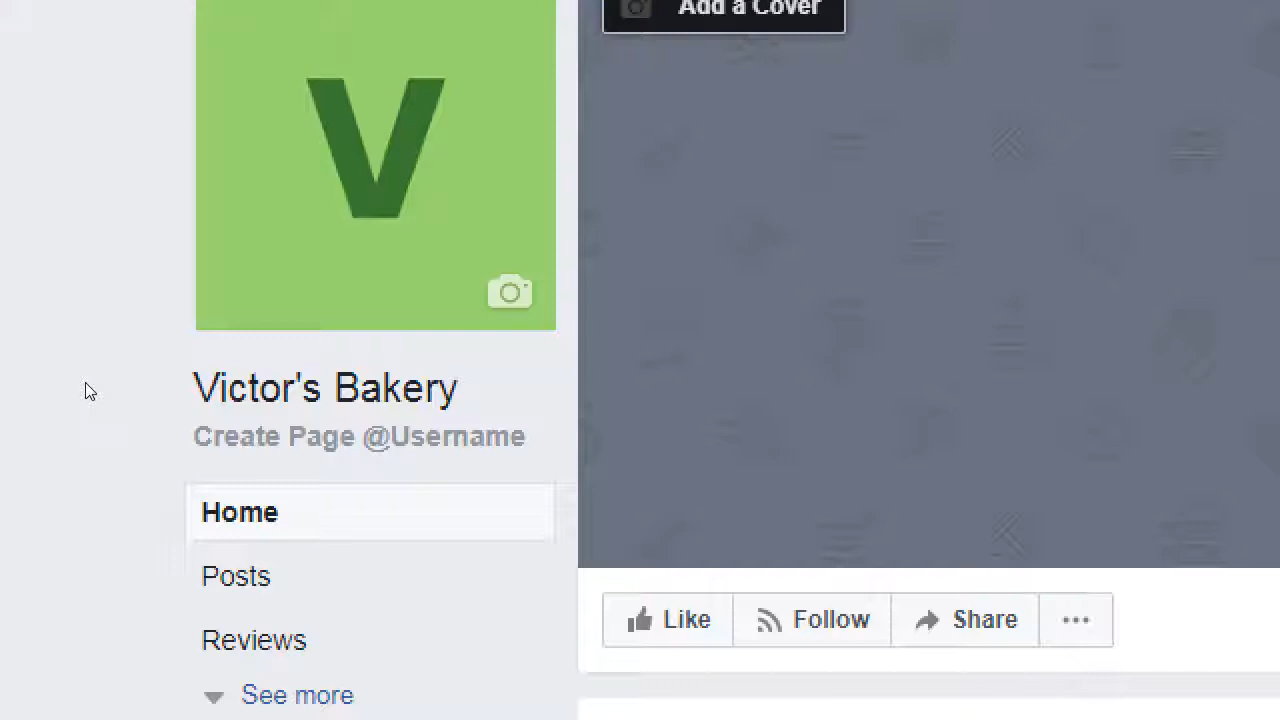 Add a Cover
V
Victor's Bakery
Create Page @Username
Home
Posts
Reviews
See more
Like
Follow
Share